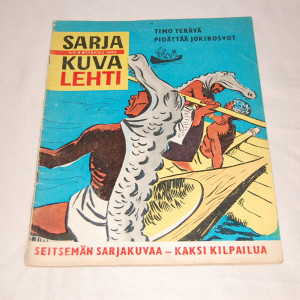 SARJA
KUVA
LEHTI
TIMO TERÄVÄ
PIDÄTTÄÄ JOKIROSVOT
SEITSEMÄN SARJAKUVAA — KAKSI KILPAILUA